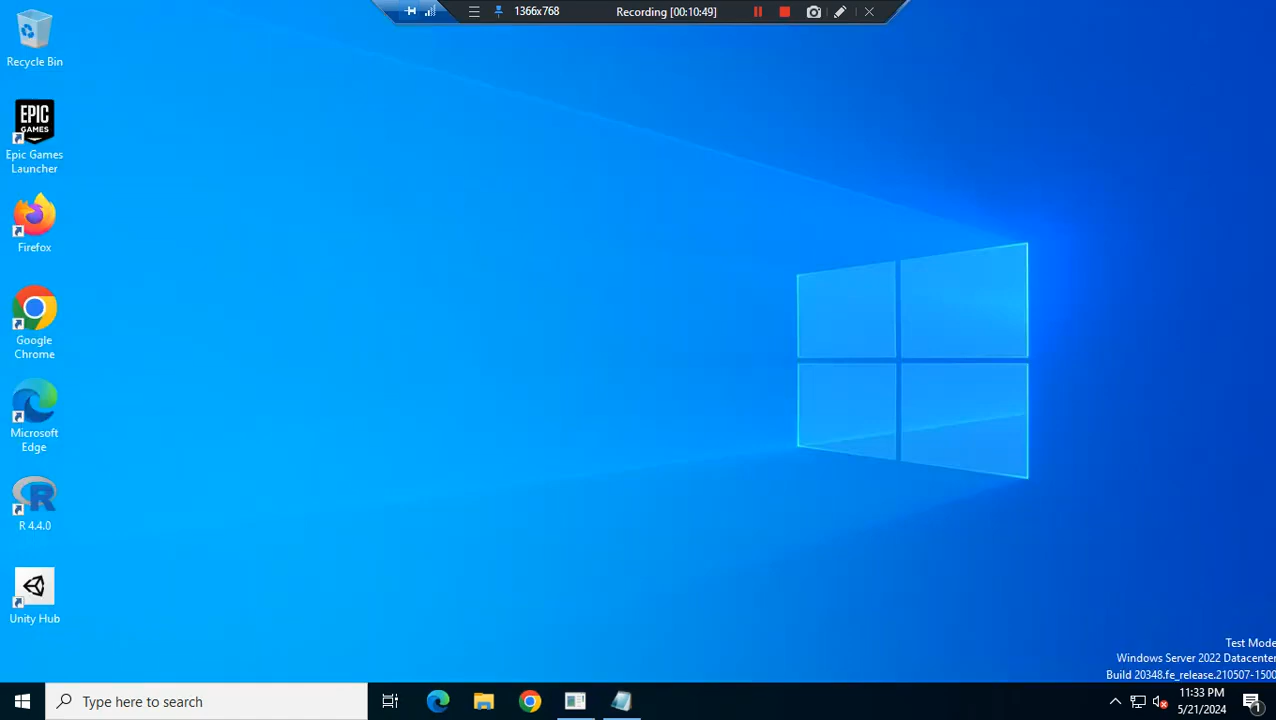 1366x768
Recording [00:10:49]
Recycle Bin
EPIC
GAMES
Epic Games
Launcher
Firefox
Google
Chrome
Microsoft
Edge
R
R 4.4.0
Unity Hub
Test Mode
Windows Server 2022 Datacenter
Build 20348.fe_release.210507-1500
Type here to search
11:33 PM
5/21/2024
1